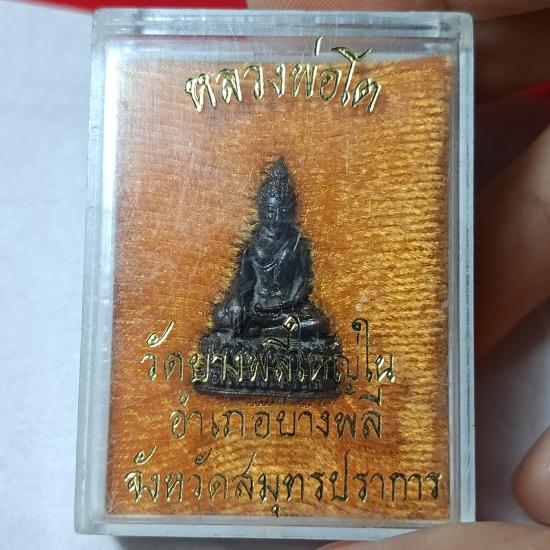 หลวงพ่อโต
วัดบางพลีใหญ่ใน
อำเภอบางพลี
จังหวัดสมุทรปราการ